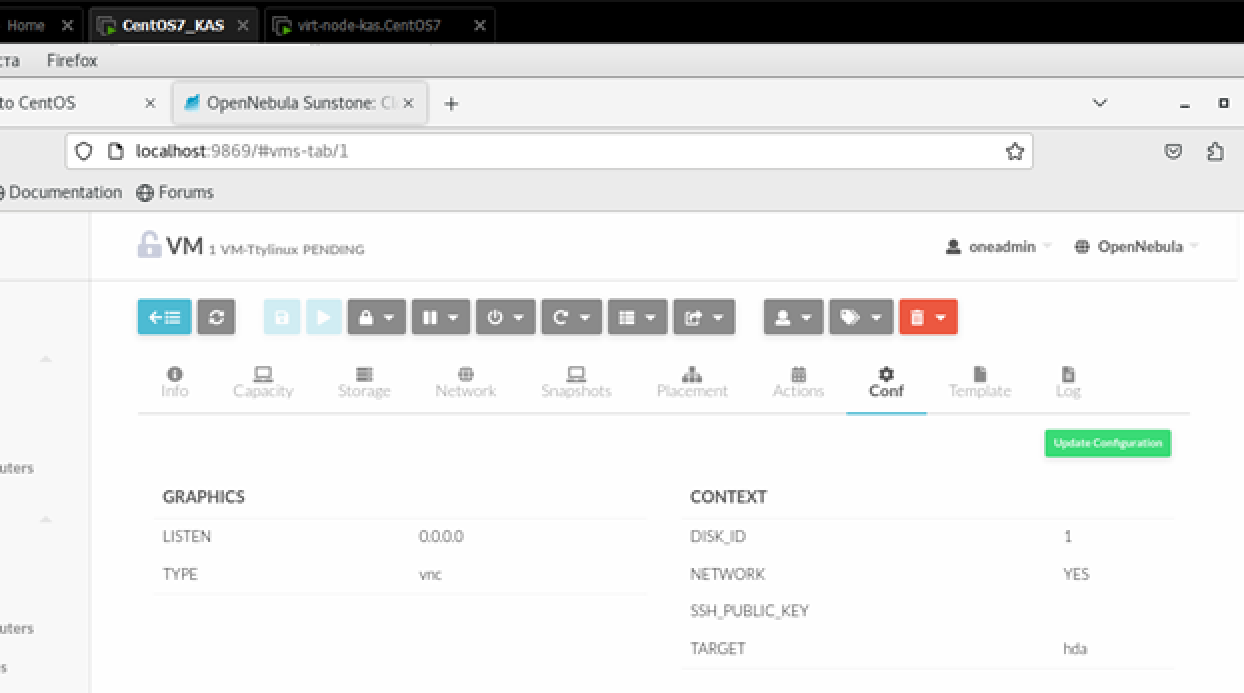 Home CentOS7_KAS virt-node-kas.CentOS7
ста Firefox
to CentOS OpenNebula Sunstone: Cl
localhost:9869/#vms-tab/1
Documentation Forums
VM 1 VM-Ttylinux PENDING oneadmin OpenNebula
Info Capacity Storage Network Snapshots Placement Actions Conf Template Log
Update Configuration
uters
GRAPHICS
LISTEN 0.0.0.0
TYPE vnc
CONTEXT
DISK_ID 1
NETWORK YES
SSH_PUBLIC_KEY
TARGET hda
uters
s